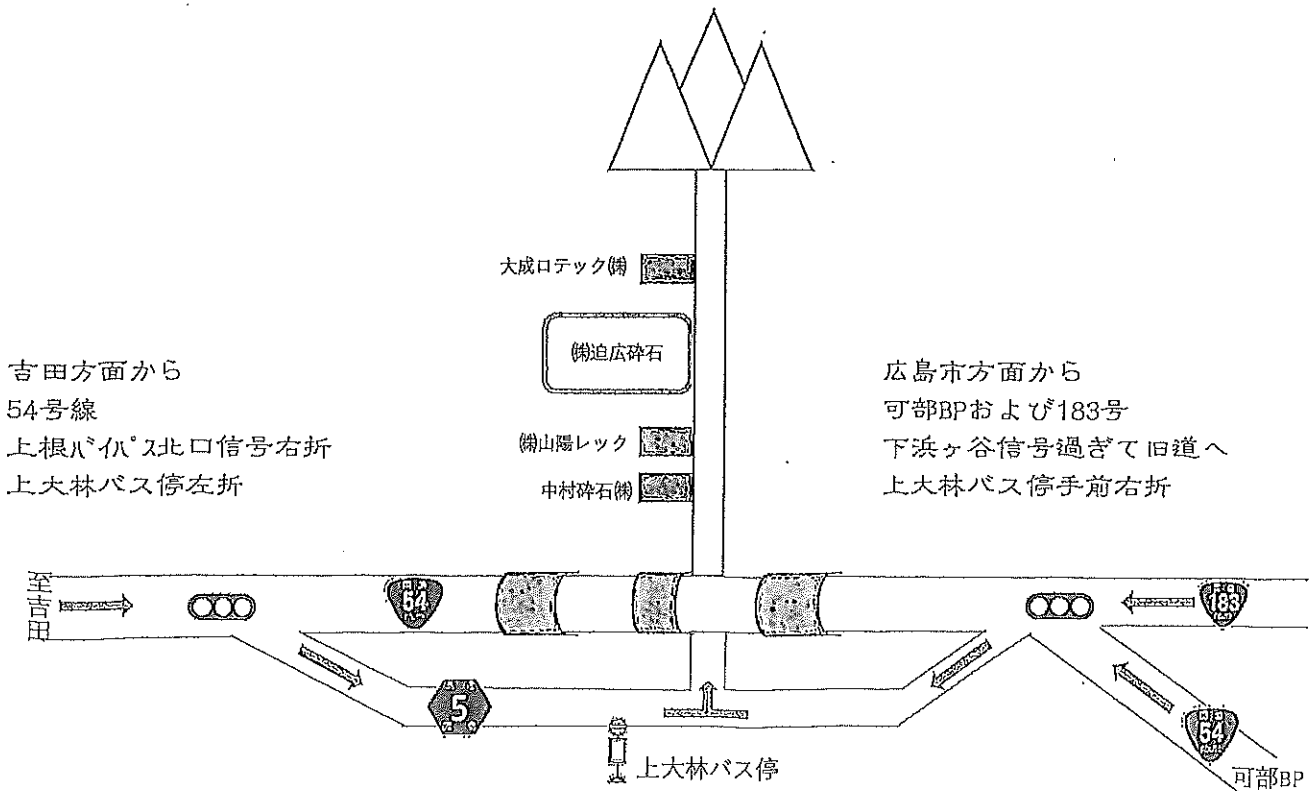 大成ロテック㈱
㈱迫広砕石
㈱山陽レック
中村砕石㈱
吉田方面から
54号線
上根ﾊﾞｲﾊﾟｽ北口信号右折
上大林バス停左折
広島市方面から
可部BPおよび183号
下浜ヶ谷信号過ぎて旧道へ
上大林バス停手前右折
至吉田
54
183
5
54
上大林バス停
可部BP